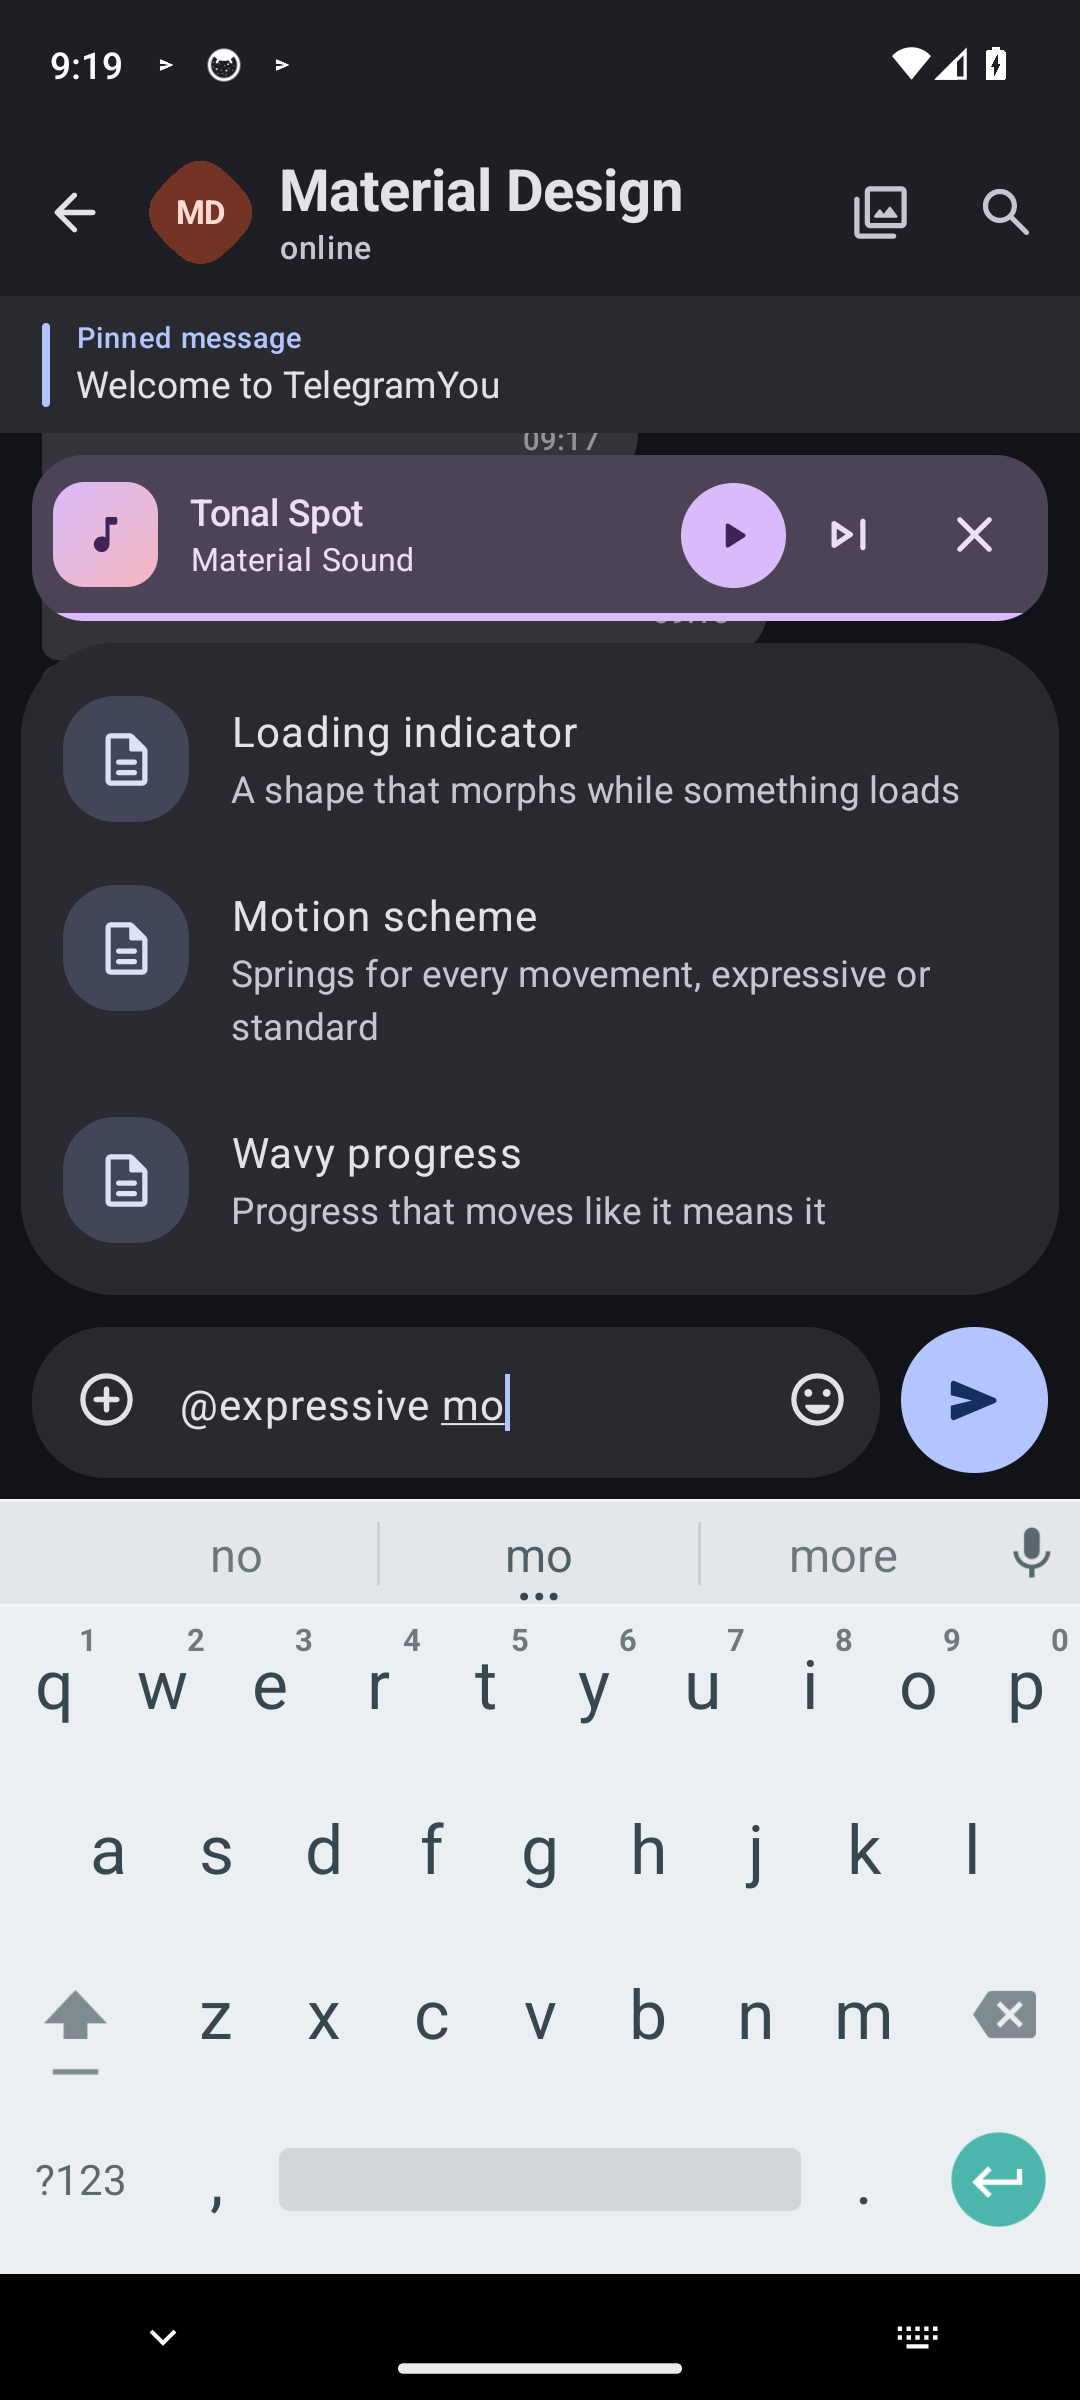 9:19
MD
Material Design
online
Pinned message
Welcome to TelegramYou
09:17
Tonal Spot
Material Sound
Loading indicator
A shape that morphs while something loads
Motion scheme
Springs for every movement, expressive or
standard
Wavy progress
Progress that moves like it means it
@expressive mo
no mo more
1 2 3 4 5 6 7 8 9 0
q w e r t y u i o p
a s d f g h j k l
z x c v b n m
?123 , .